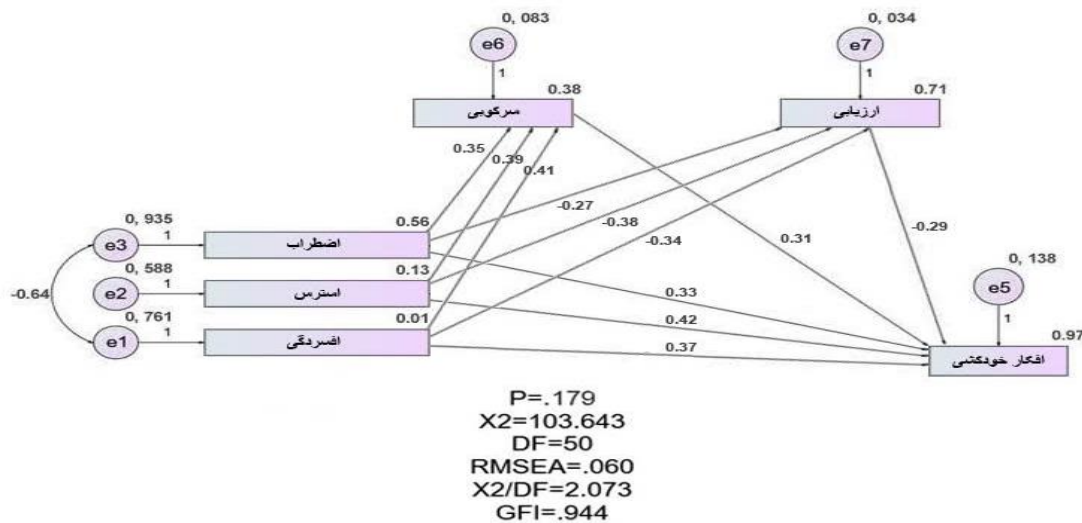 0, 083
e6
1
0.38
سرکوبی
0, 034
e7
1
0.71
ارزیابی
0.35
0.39
0.41
-0.27
-0.38
-0.34
0.31
-0.29
0, 935
e3
1
0.56
اضطراب
0, 588
e2
1
0.13
استرس
0, 761
e1
1
0.01
افسردگی
-0.64
0.33
0.42
0.37
0, 138
e5
1
0.97
افکار خودکشی
P=.179
X2=103.643
DF=50
RMSEA=.060
X2/DF=2.073
GFI=.944